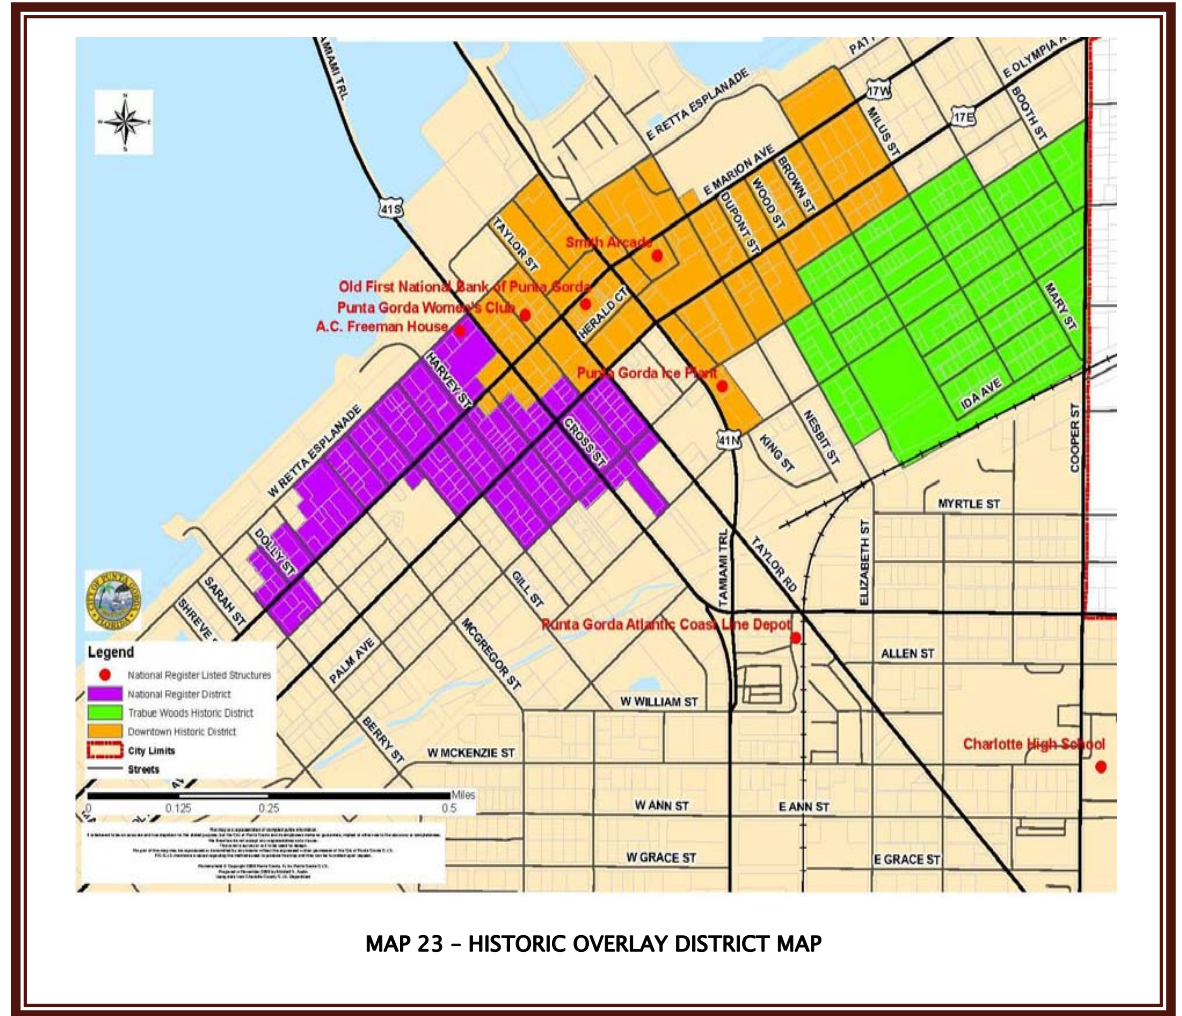 AMIAMI TRL
PATT
E OLYMPIA A
E RETTA ESPLANADE
17W
BOOTH ST
17E
MILUS ST
E MARION AVE
BROWN ST
WOOD ST
DUPONT ST
41S
TAYLOR ST
Smith Arcade
Old First National Bank of Punta Gorda
Punta Gorda Women's Club
A.C. Freeman House
HERALD CT
MARY ST
HARVEY ST
Punta Gorda Ice Plant
IDA AVE
W RETTA ESPLANADE
CROSS ST
41N
KING ST
NESBIT ST
COOPER ST
MYRTLE ST
DOLLY ST
TAMIAMI TRL
TAYLOR RD
ELIZABETH ST
SARAH ST
SHREVE S
GILL ST
MCGREGOR ST
Punta Gorda Atlantic Coast Line Depot
ALLEN ST
PALM AVE
W WILLIAM ST
BERRY ST
W MCKENZIE ST
Charlotte High School
W ANN ST
E ANN ST
W GRACE ST
E GRACE ST
Legend
National Register Listed Structures
National Register District
Trabue Woods Historic District
Downtown Historic District
City Limits
Streets
Miles
0 0.125 0.25 0.5
MAP 23 – HISTORIC OVERLAY DISTRICT MAP